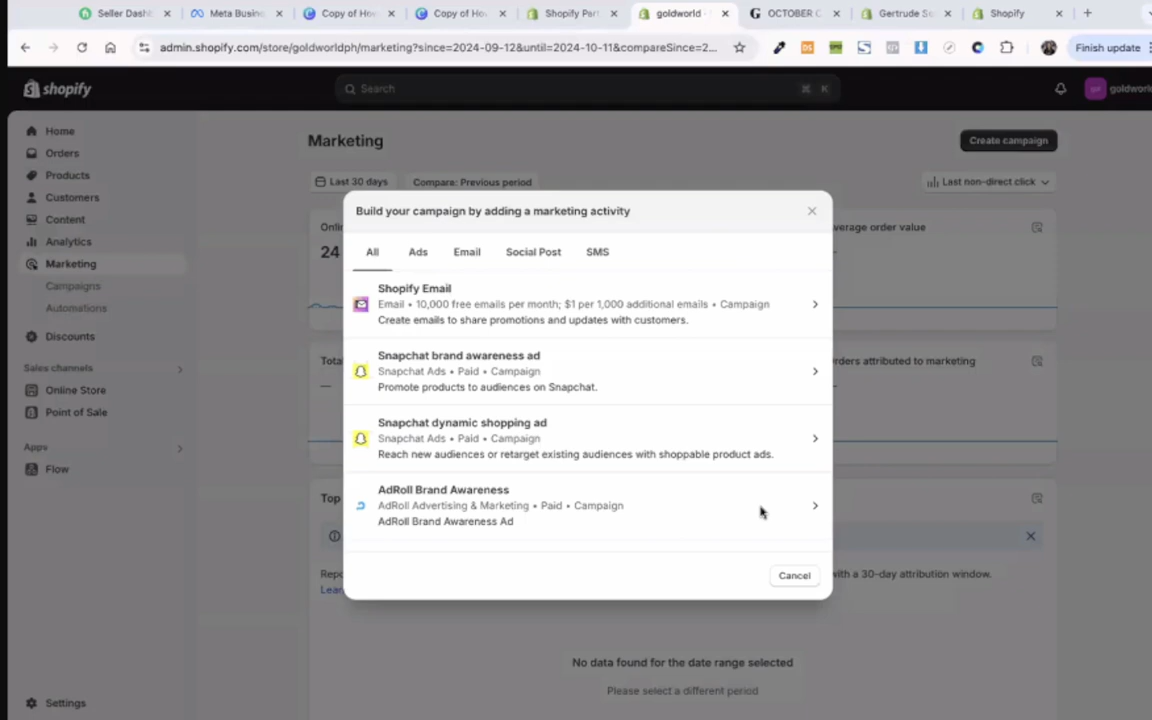 Seller Dash
Meta Busine
Copy of Hov
Copy of Hov
Shopify Part
goldworld ·
OCTOBER C
Gertrude S
Shopify
admin.shopify.com/store/goldworldph/marketing?since=2024-09-12&until=2024-10-11&compareSince=2...
Finish update
shopify
Search
⌘ K
goldworl
Home
Orders
Products
Customers
Content
Analytics
Marketing
Campaigns
Automations
Discounts
Sales channels
Online Store
Point of Sale
Apps
Flow
Settings
Marketing
Create campaign
Last 30 days
Compare: Previous period
Last non-direct click
Onli
24
verage order value
Tota
rders attributed to marketing
Top
Build your campaign by adding a marketing activity
All
Ads
Email
Social Post
SMS
Shopify Email
Email • 10,000 free emails per month; $1 per 1,000 additional emails • Campaign
Create emails to share promotions and updates with customers.
Snapchat brand awareness ad
Snapchat Ads • Paid • Campaign
Promote products to audiences on Snapchat.
Snapchat dynamic shopping ad
Snapchat Ads • Paid • Campaign
Reach new audiences or retarget existing audiences with shoppable product ads.
AdRoll Brand Awareness
AdRoll Advertising & Marketing • Paid • Campaign
AdRoll Brand Awareness Ad
Cancel
Repo
with a 30-day attribution window.
Lear
No data found for the date range selected
Please select a different period